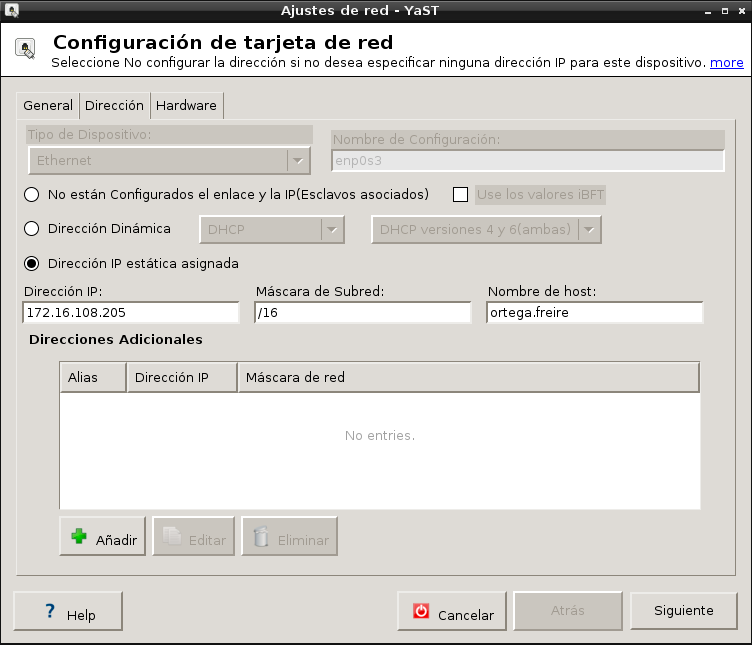 Ajustes de red - YaST
Configuración de tarjeta de red
Seleccione No configurar la dirección si no desea especificar ninguna dirección IP para este dispositivo. more
General Dirección Hardware
Tipo de Dispositivo: Nombre de Configuración:
Ethernet enp0s3
No están Configurados el enlace y la IP(Esclavos asociados) Use los valores iBFT
Dirección Dinámica DHCP DHCP versiones 4 y 6(ambas)
Dirección IP estática asignada
Dirección IP: Máscara de Subred: Nombre de host:
172.16.108.205 /16 ortega.freire
Direcciones Adicionales
Alias Dirección IP Máscara de red
No entries.
Añadir Editar Eliminar
? Help Cancelar Atrás Siguiente